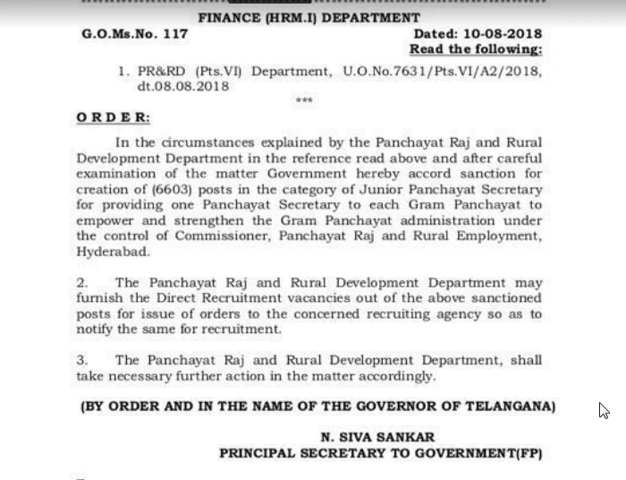 FINANCE (HRM.I) DEPARTMENT
G.O.Ms.No. 117 Dated: 10-08-2018
Read the following:
1. PR&RD (Pts.VI) Department, U.O.No.7631/Pts.VI/A2/2018,
dt.08.08.2018
***
O R D E R:
In the circumstances explained by the Panchayat Raj and Rural
Development Department in the reference read above and after careful
examination of the matter Government hereby accord sanction for
creation of (6603) posts in the category of Junior Panchayat Secretary
for providing one Panchayat Secretary to each Gram Panchayat to
empower and strengthen the Gram Panchayat administration under
the control of Commissioner, Panchayat Raj and Rural Employment,
Hyderabad.
2. The Panchayat Raj and Rural Development Department may
furnish the Direct Recruitment vacancies out of the above sanctioned
posts for issue of orders to the concerned recruiting agency so as to
notify the same for recruitment.
3. The Panchayat Raj and Rural Development Department, shall
take necessary further action in the matter accordingly.
(BY ORDER AND IN THE NAME OF THE GOVERNOR OF TELANGANA)
N. SIVA SANKAR
PRINCIPAL SECRETARY TO GOVERNMENT(FP)